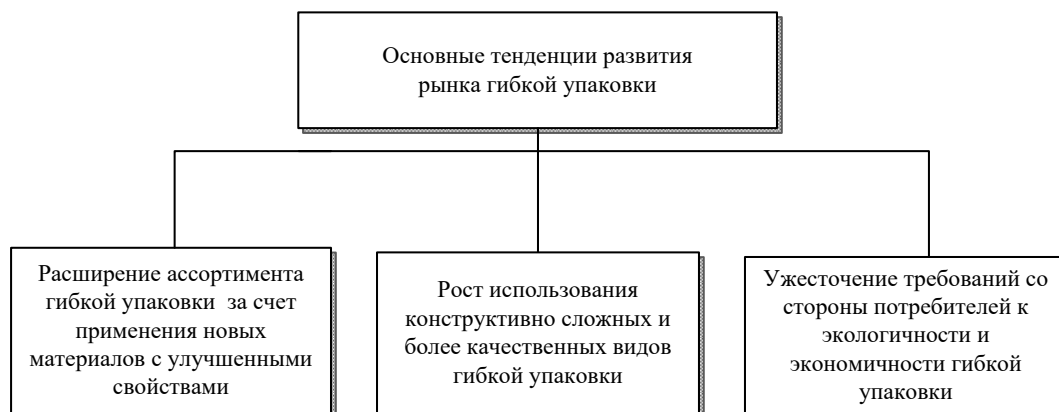 Основные тенденции развития
рынка гибкой упаковки
Расширение ассортимента
гибкой упаковки за счет
применения новых
материалов с улучшенными
свойствами
Рост использования
конструктивно сложных и
более качественных видов
гибкой упаковки
Ужесточение требований со
стороны потребителей к
экологичности и
экономичности гибкой
упаковки